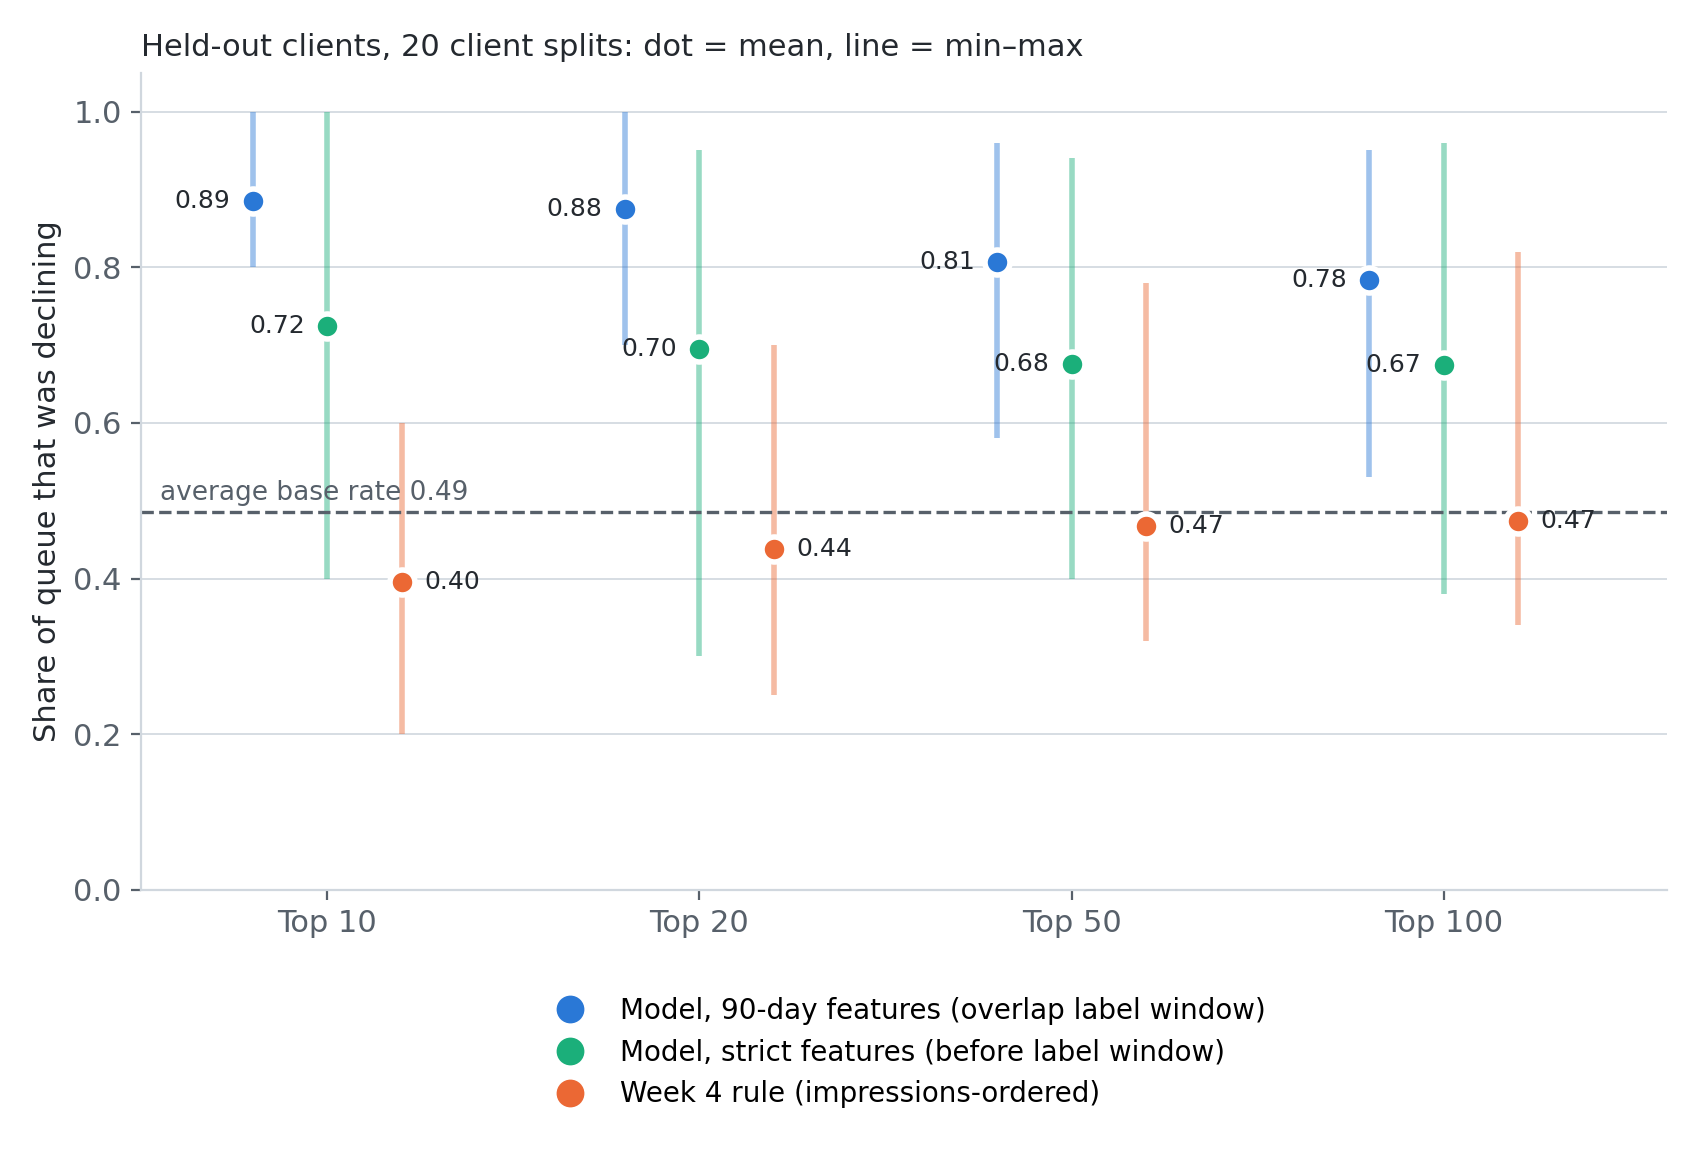 Held-out clients, 20 client splits: dot = mean, line = min–max
Share of queue that was declining
1.0
0.8
0.6
0.4
0.2
0.0
0.89
0.72
0.40
0.88
0.70
0.44
0.81
0.68
0.47
0.78
0.67
0.47
average base rate 0.49
Top 10
Top 20
Top 50
Top 100
Model, 90-day features (overlap label window)
Model, strict features (before label window)
Week 4 rule (impressions-ordered)